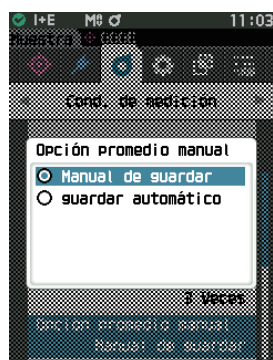 I+E M0 11:03
Muestra 0006
Cond. de medición
Opción promedio manual
Manual de guardar
guardar automático
3 Veces
Opción promedio manual
Manual de guardar